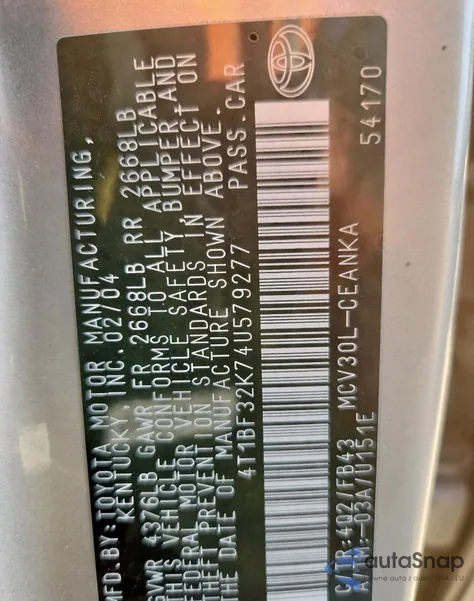 MFD.BY:TOYOTA MOTOR MANUFACTURING,
KENTUCKY, INC. 02/04
GVWR 4376LB GAWR FR 2668LB RR 2668LB
THIS VEHICLE CONFORMS TO ALL APPLICABLE
FEDERAL MOTOR VEHICLE SAFETY, BUMPER AND
THEFT PREVENTION STANDARDS IN EFFECT ON
THE DATE OF MANUFACTURE SHOWN ABOVE.
4T1BF32K74U579277 PASS.CAR
C/TR:4Q2/FB43 MCV30L-CEANKA
A/TM:-03A/U151E 54170
autaSnap